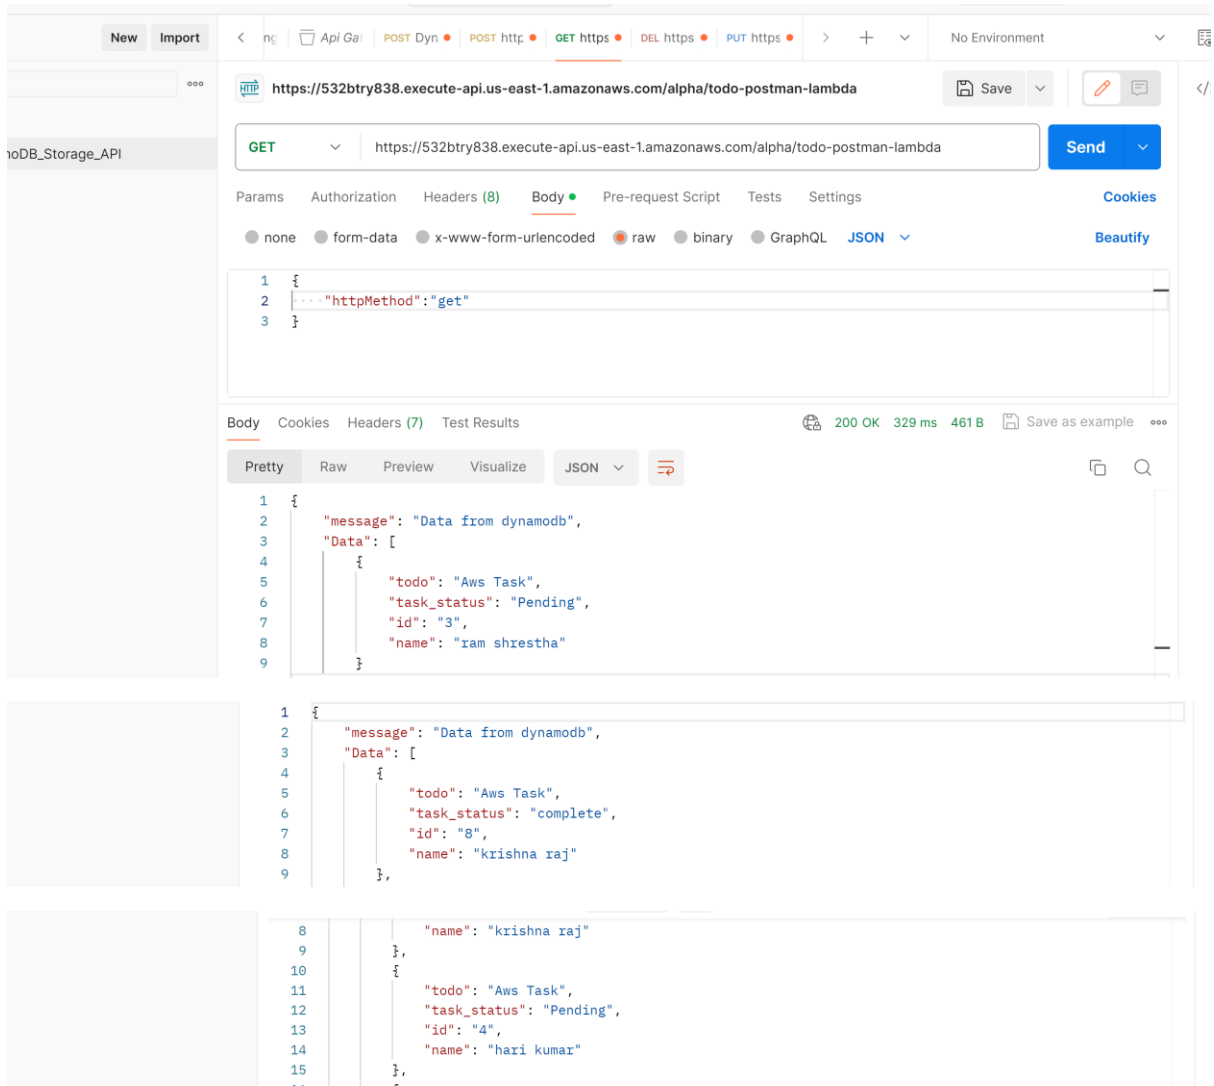 New Import ng Api Ga POST Dyn POST http GET https DEL https PUT https No Environment
HTTP https://532btry838.execute-api.us-east-1.amazonaws.com/alpha/todo-postman-lambda Save
noDB_Storage_API GET https://532btry838.execute-api.us-east-1.amazonaws.com/alpha/todo-postman-lambda Send
Params Authorization Headers (8) Body Pre-request Script Tests Settings Cookies
none form-data x-www-form-urlencoded raw binary GraphQL JSON Beautify
1 {
2 "httpMethod":"get"
3 }
Body Cookies Headers (7) Test Results 200 OK 329 ms 461 B Save as example
Pretty Raw Preview Visualize JSON
1 {
2 "message": "Data from dynamodb",
3 "Data": [
4 {
5 "todo": "Aws Task",
6 "task_status": "Pending",
7 "id": "3",
8 "name": "ram shrestha"
9 }
1 {
2 "message": "Data from dynamodb",
3 "Data": [
4 {
5 "todo": "Aws Task",
6 "task_status": "complete",
7 "id": "8",
8 "name": "krishna raj"
9 },
8 "name": "krishna raj"
9 },
10 {
11 "todo": "Aws Task",
12 "task_status": "Pending",
13 "id": "4",
14 "name": "hari kumar"
15 },